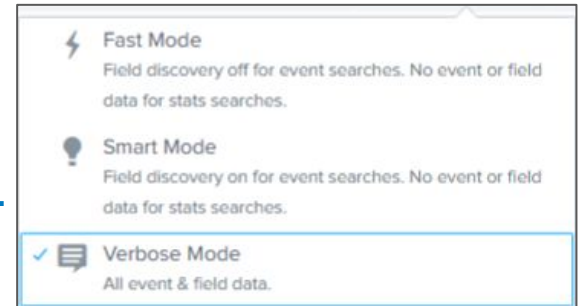 Fast Mode
Field discovery off for event searches. No event or field
data for stats searches.
Smart Mode
Field discovery on for event searches. No event or field
data for stats searches.
Verbose Mode
All event & field data.